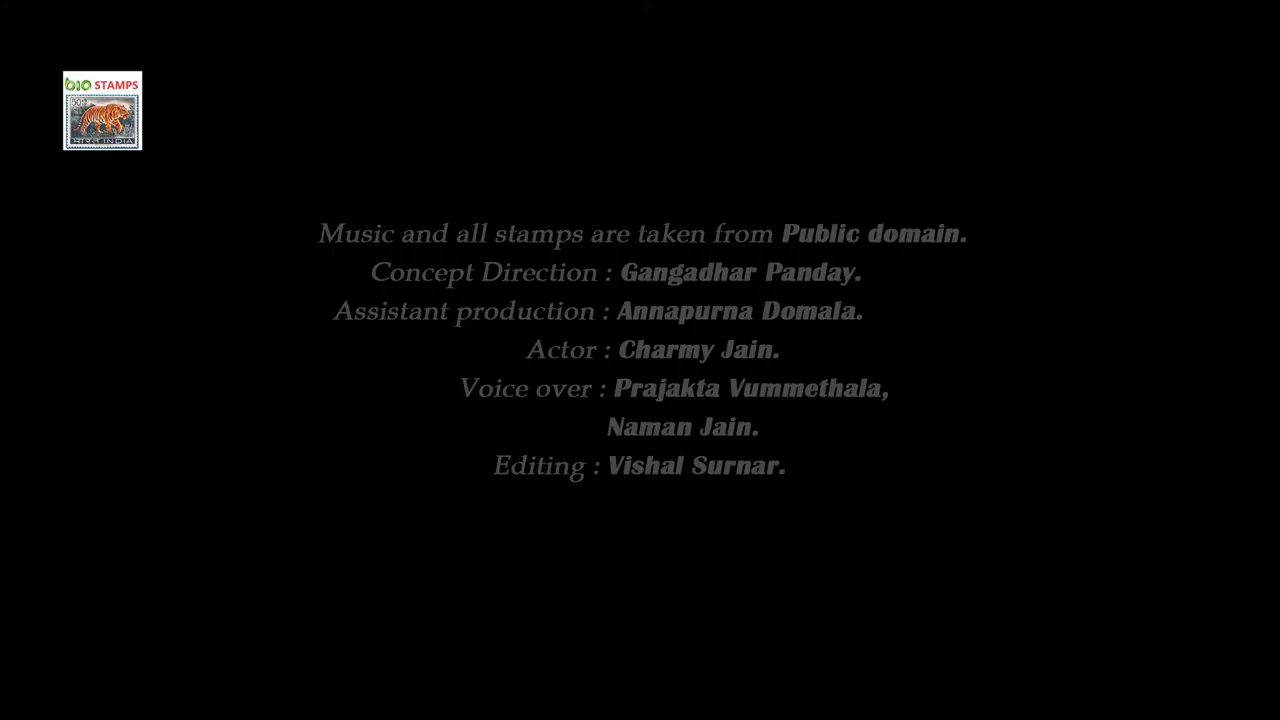 bio STAMPS
भारत INDIA
Music and all stamps are taken from Public domain.
Concept Direction : Gangadhar Panday.
Assistant production : Annapurna Domala.
Actor : Charmy Jain.
Voice over : Prajakta Vummethala,
Naman Jain.
Editing : Vishal Surnar.